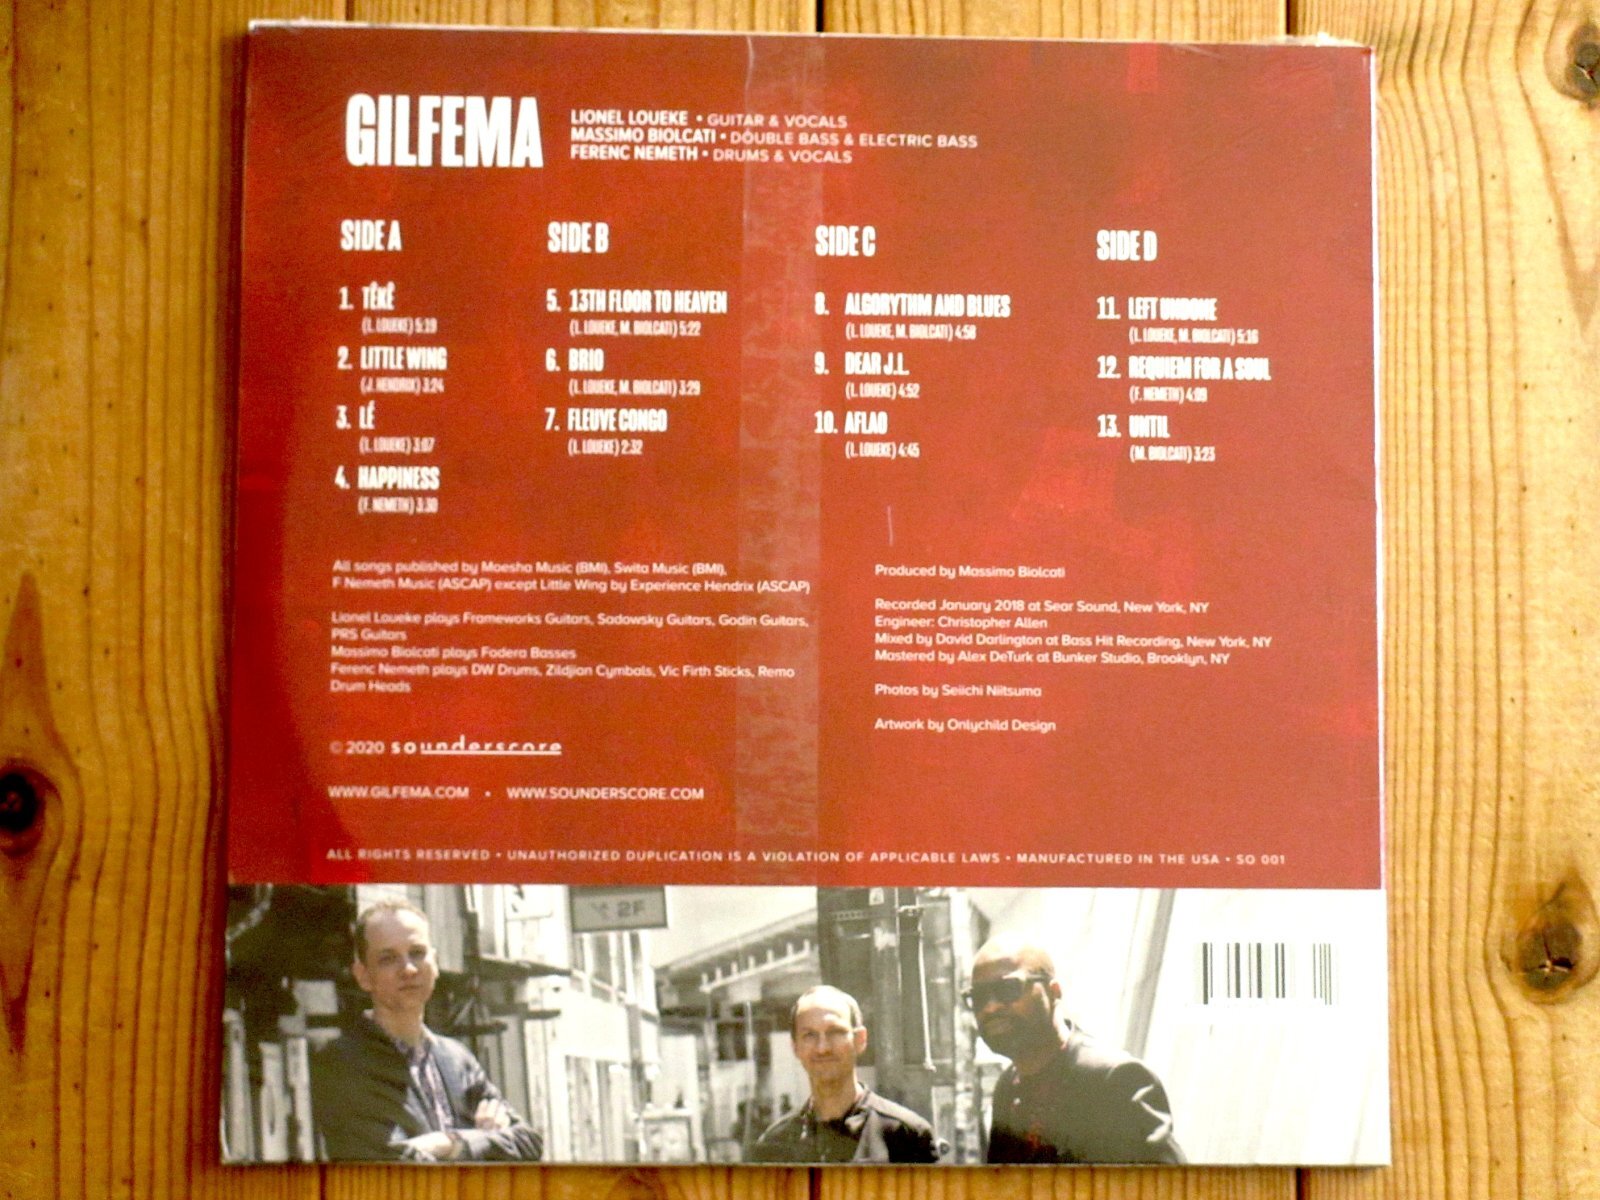 GILFEMA
LIONEL LOUEKE • GUITAR & VOCALS
MASSIMO BIOLCATI • DOUBLE BASS & ELECTRIC BASS
FERENC NEMETH • DRUMS & VOCALS
SIDE A
1. TÊKÊ
(L. LOUEKE) 5:19
2. LITTLE WING
(J. HENDRIX) 3:24
3. LÉ
(L. LOUEKE) 3:07
4. HAPPINESS
(F. NEMETH) 3:30
SIDE B
5. 13TH FLOOR TO HEAVEN
(L. LOUEKE, M. BIOLCATI) 5:22
6. BRIO
(L. LOUEKE, M. BIOLCATI) 3:29
7. FLEUVE CONGO
(L. LOUEKE) 2:32
SIDE C
8. ALGORYTHM AND BLUES
(L. LOUEKE, M. BIOLCATI) 4:58
9. DEAR J.L.
(L. LOUEKE) 4:52
10. AFLAO
(L. LOUEKE) 4:45
SIDE D
11. LEFT UNDONE
(L. LOUEKE, M. BIOLCATI) 5:16
12. REQUIEM FOR A SOUL
(F. NEMETH) 4:09
13. UNTIL
(M. BIOLCATI) 3:23
All songs published by Maesha Music (BMI), Swita Music (BMI),
F Nemeth Music (ASCAP) except Little Wing by Experience Hendrix (ASCAP)
Lionel Loueke plays Frameworks Guitars, Sadowsky Guitars, Godin Guitars,
PRS Guitars
Massimo Biolcati plays Fodera Basses
Ferenc Nemeth plays DW Drums, Zildjian Cymbals, Vic Firth Sticks, Remo
Drum Heads
© 2020 sounderscore
WWW.GILFEMA.COM • WWW.SOUNDERSCORE.COM
Produced by Massimo Biolcati
Recorded January 2018 at Sear Sound, New York, NY
Engineer: Christopher Allen
Mixed by David Darlington at Bass Hit Recording, New York, NY
Mastered by Alex DeTurk at Bunker Studio, Brooklyn, NY
Photos by Seiichi Niitsuma
Artwork by Onlychild Design
ALL RIGHTS RESERVED • UNAUTHORIZED DUPLICATION IS A VIOLATION OF APPLICABLE LAWS • MANUFACTURED IN THE USA • SO 001
2F